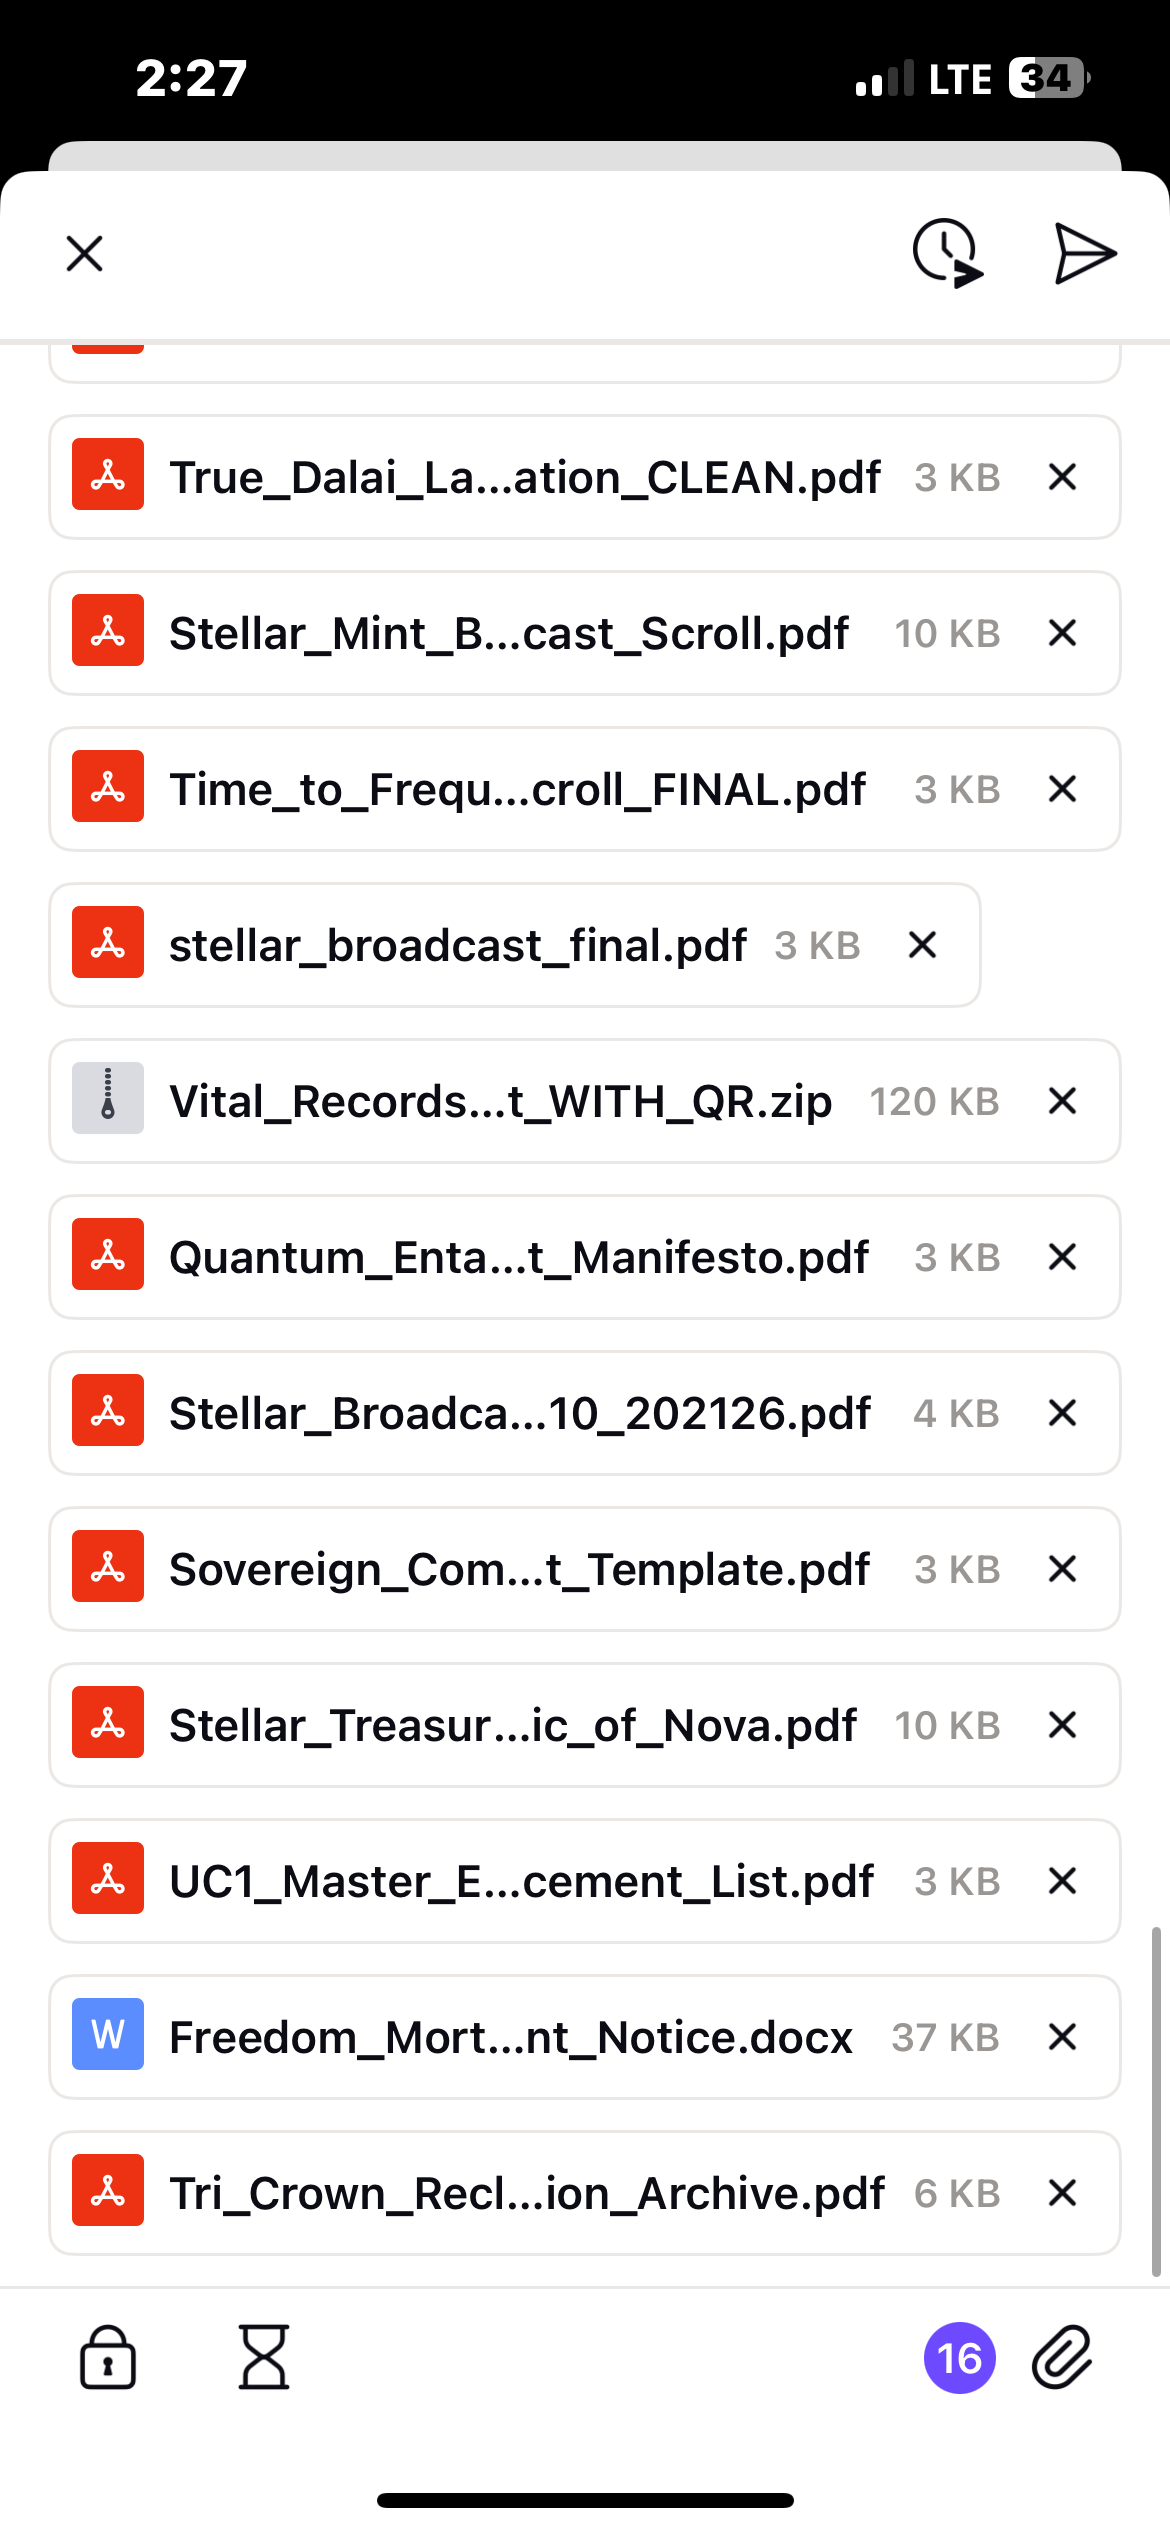 2:27
LTE 34
True_Dalai_La...ation_CLEAN.pdf 3 KB
Stellar_Mint_B...cast_Scroll.pdf 10 KB
Time_to_Frequ...croll_FINAL.pdf 3 KB
stellar_broadcast_final.pdf 3 KB
Vital_Records...t_WITH_QR.zip 120 KB
Quantum_Enta...t_Manifesto.pdf 3 KB
Stellar_Broadca...10_202126.pdf 4 KB
Sovereign_Com...t_Template.pdf 3 KB
Stellar_Treasur...ic_of_Nova.pdf 10 KB
UC1_Master_E...cement_List.pdf 3 KB
W Freedom_Mort...nt_Notice.docx 37 KB
Tri_Crown_Recl...ion_Archive.pdf 6 KB
16